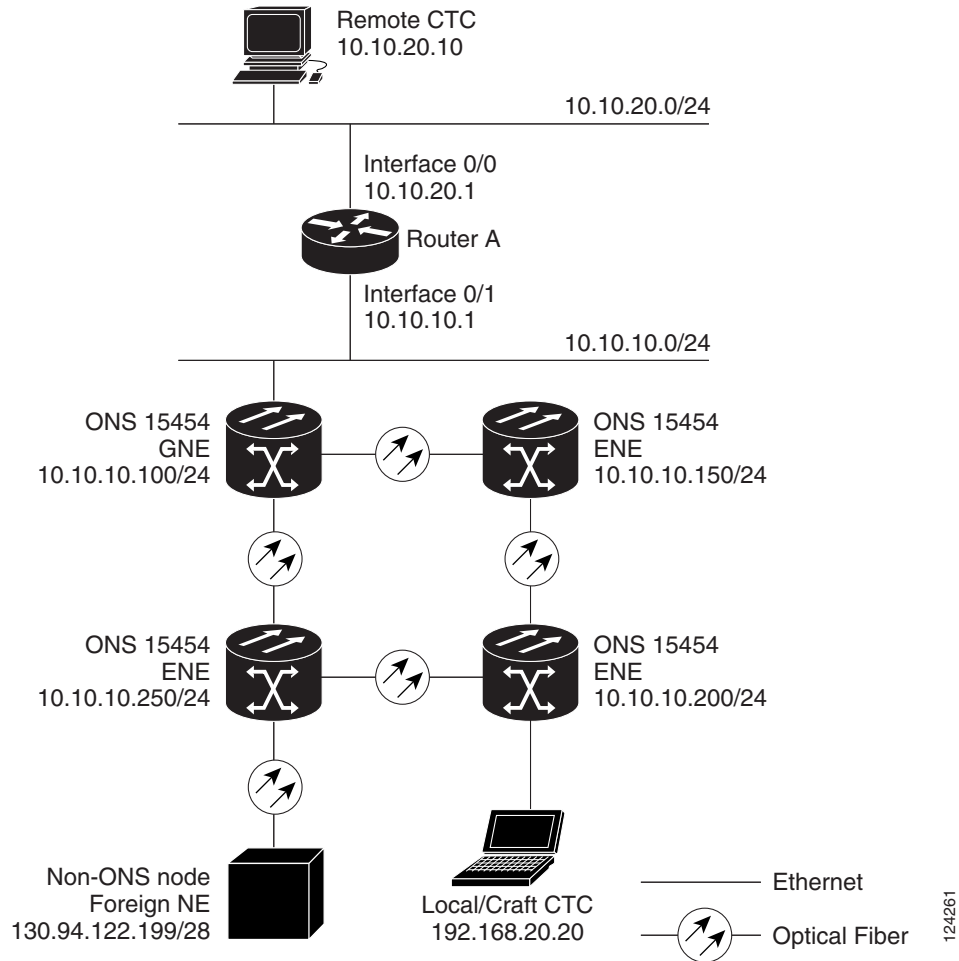 Remote CTC
10.10.20.10
10.10.20.0/24
Interface 0/0
10.10.20.1
Router A
Interface 0/1
10.10.10.1
10.10.10.0/24
ONS 15454
GNE
10.10.10.100/24
ONS 15454
ENE
10.10.10.150/24
ONS 15454
ENE
10.10.10.250/24
ONS 15454
ENE
10.10.10.200/24
Non-ONS node
Foreign NE
130.94.122.199/28
Local/Craft CTC
192.168.20.20
Ethernet
Optical Fiber
124261